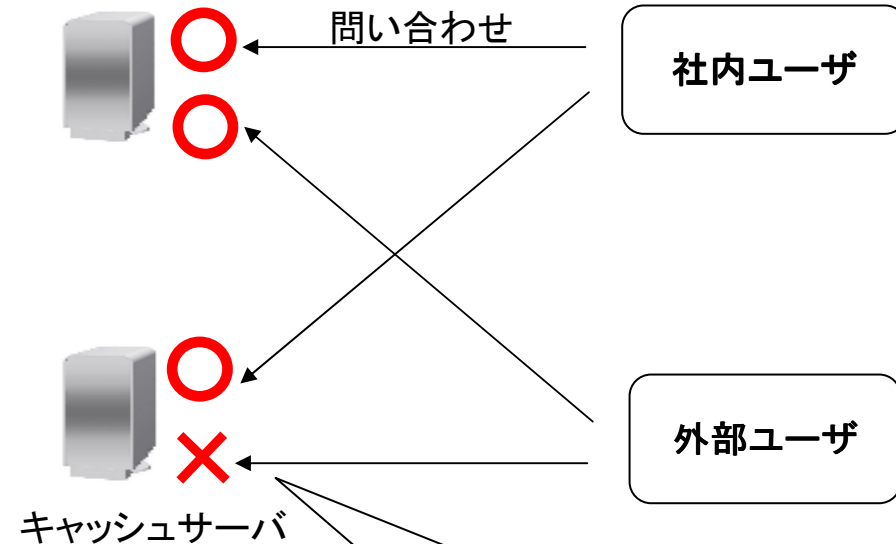 問い合わせ
社内ユーザ
外部ユーザ
キャッシュサーバ